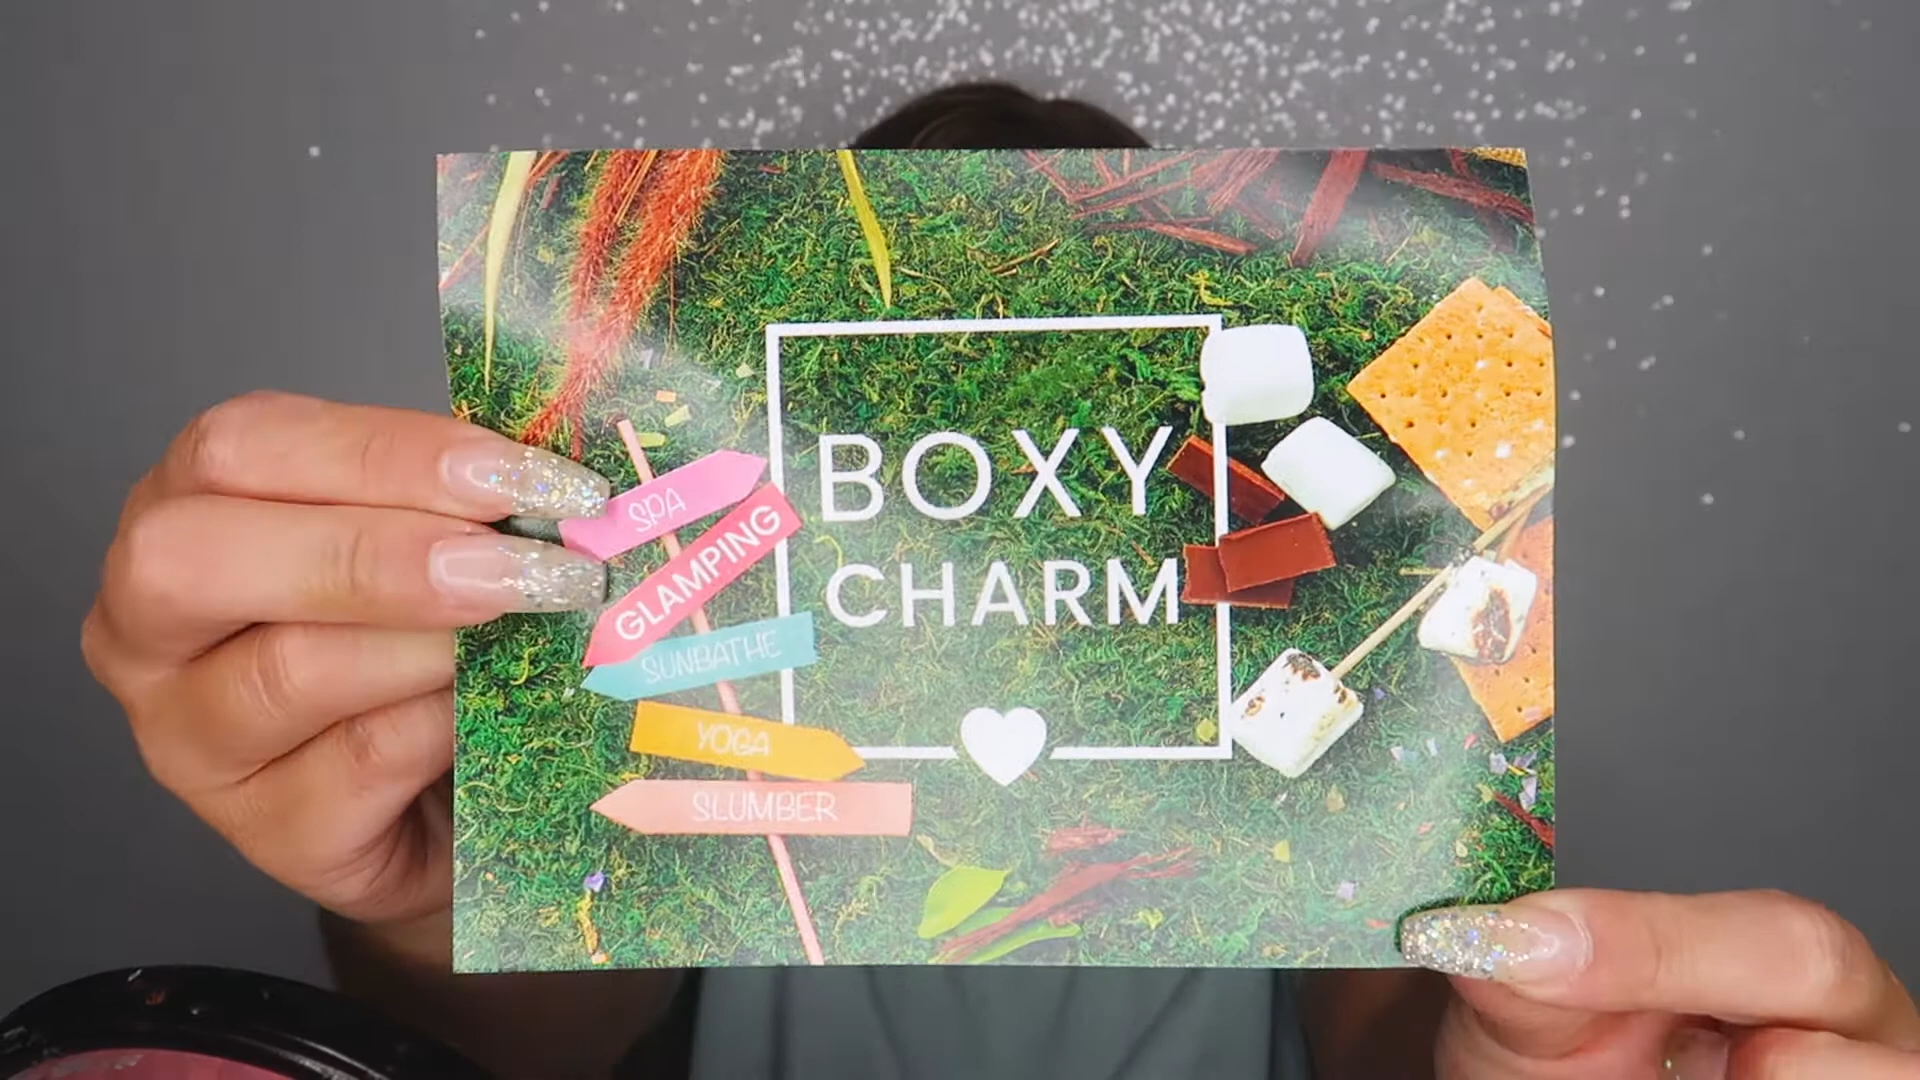 SPA
GLAMPING
SUNBATHE
YOGA
SLUMBER
BOXY
CHARM